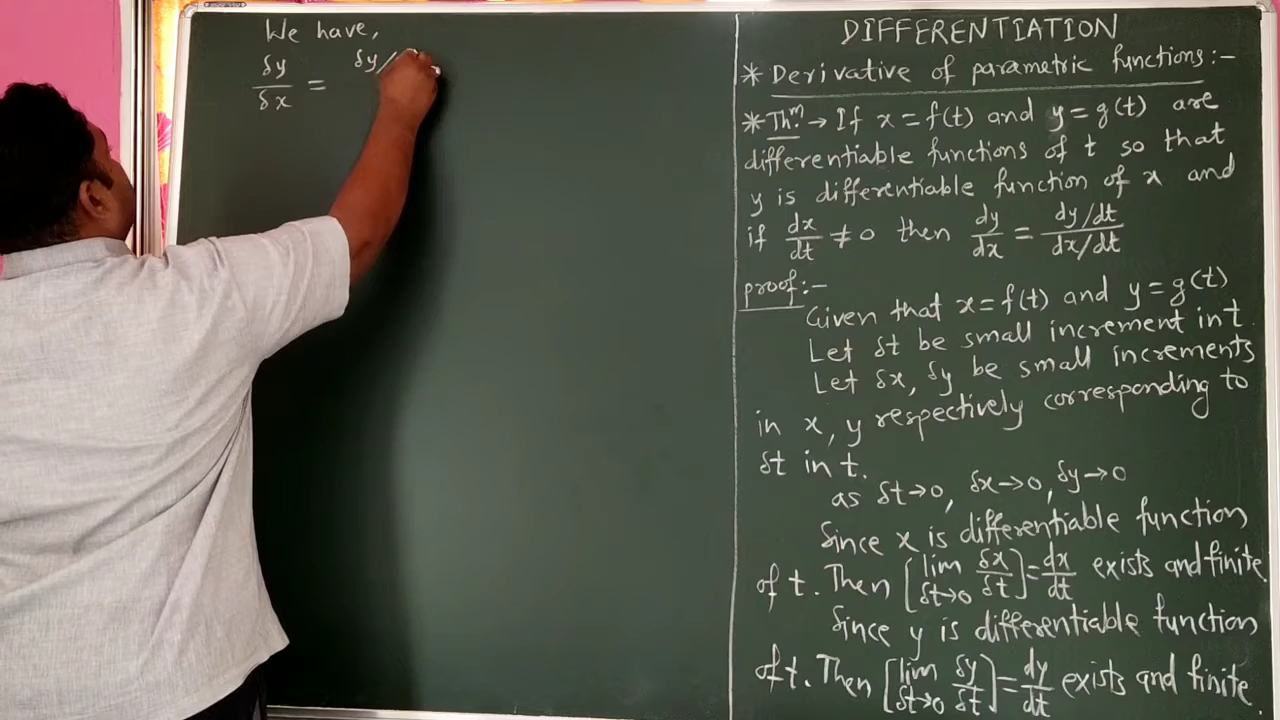 We have,
δy/δx = δy/
DIFFERENTIATION
* Derivative of parametric functions:-
* Thm → If x = f(t) and y = g(t) are
differentiable functions of t so that
y is differentiable function of x and
if dx/dt ≠ 0 then dy/dx = (dy/dt)/(dx/dt)
proof:-
Given that x = f(t) and y = g(t)
Let δt be small increment in t
Let δx, δy be small increments
in x, y respectively corresponding to
δt in t.
as δt→0, δx→0, δy→0
Since x is differentiable function
of t. Then [lim δt→0 δx/δt] = dx/dt exists and finite.
Since y is differentiable function
of t. Then [lim δt→0 δy/δt] = dy/dt exists and finite.